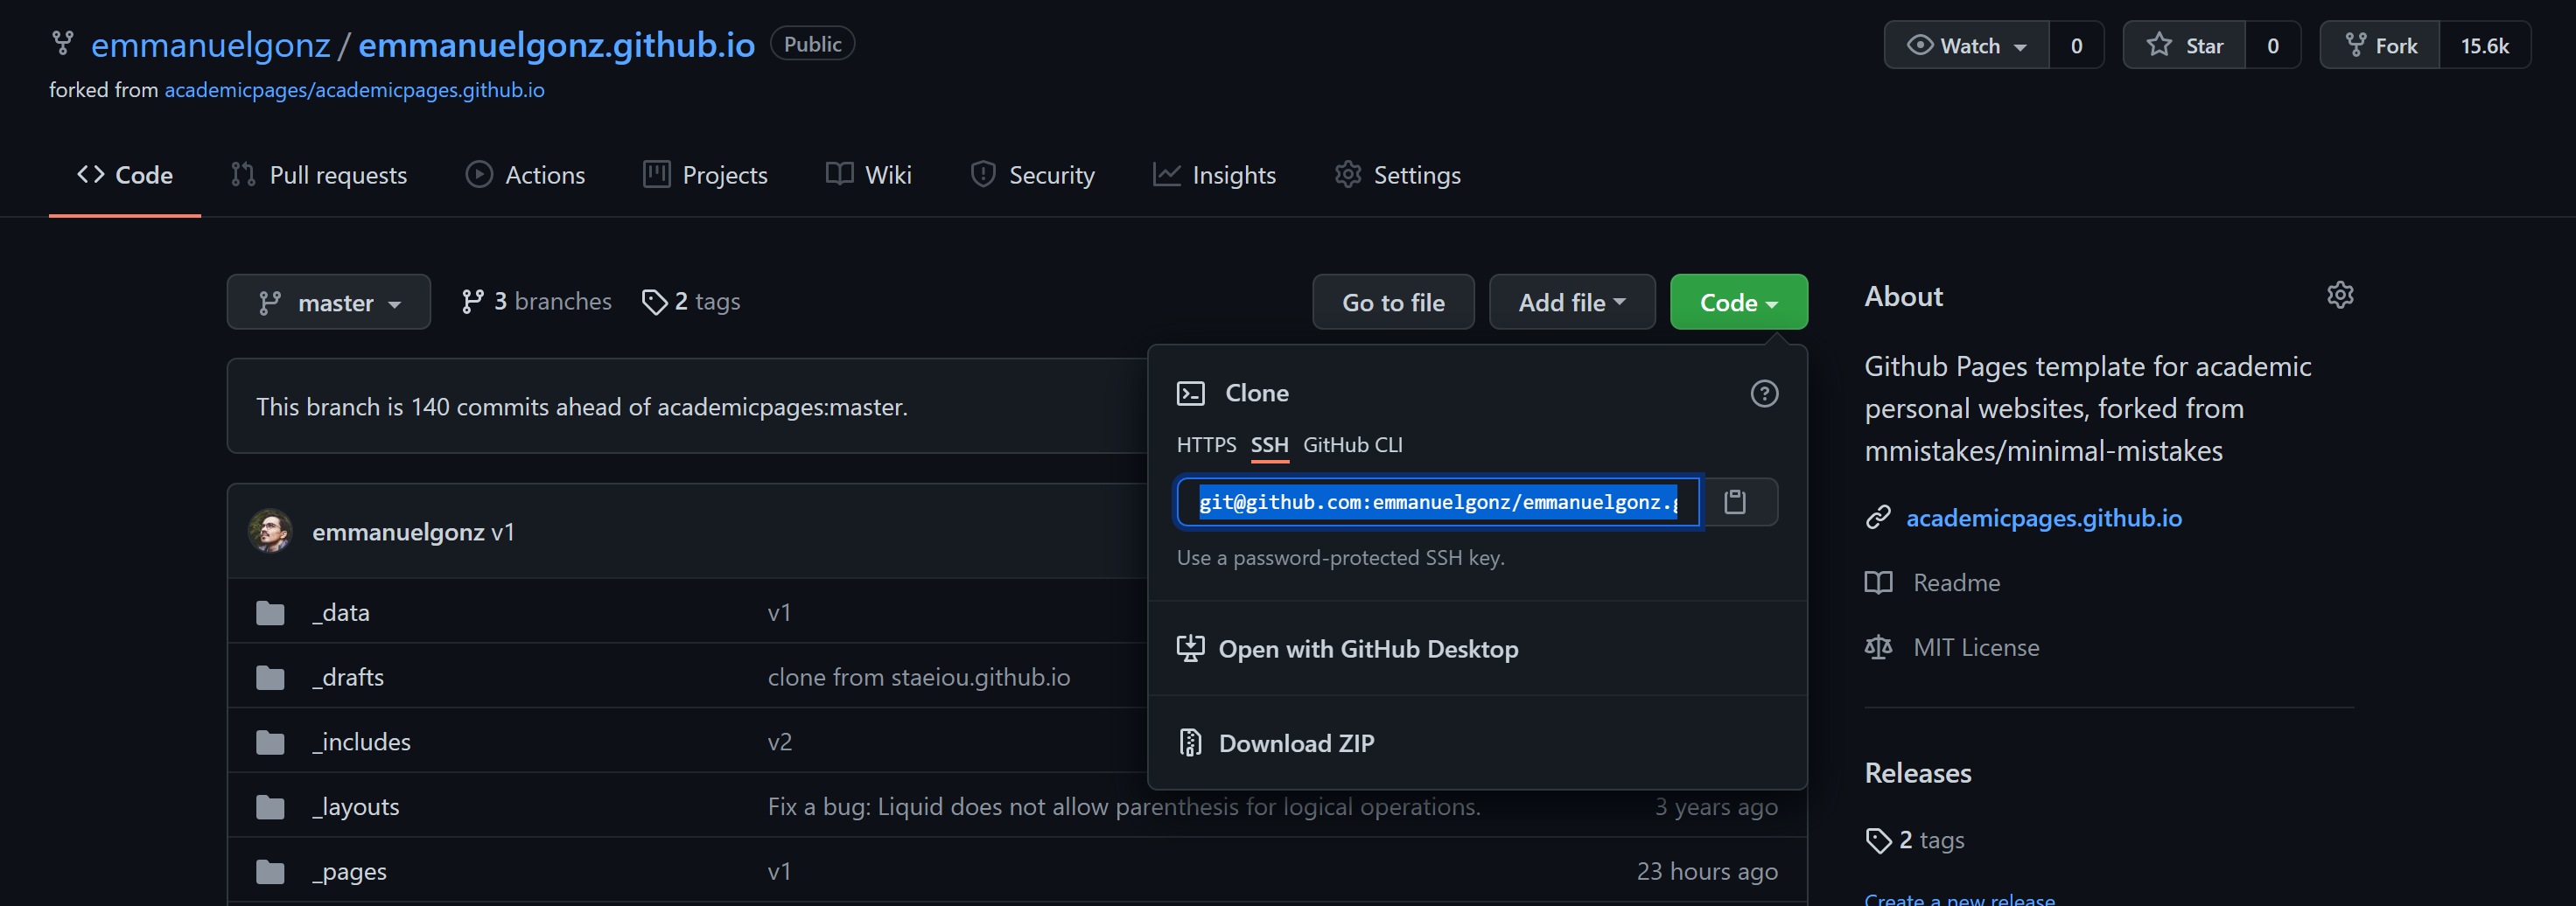 emmanuelgonz / emmanuelgonz.github.io Public
Watch 0 Star 0 Fork 15.6k
forked from academicpages/academicpages.github.io
Code Pull requests Actions Projects Wiki Security Insights Settings
master 3 branches 2 tags Go to file Add file Code
This branch is 140 commits ahead of academicpages:master.
Clone
HTTPS SSH GitHub CLI
git@github.com:emmanuelgonz/emmanuelgonz.g
Use a password-protected SSH key.
Open with GitHub Desktop
Download ZIP
emmanuelgonz v1
_data v1
_drafts clone from staeiou.github.io
_includes v2
_layouts Fix a bug: Liquid does not allow parenthesis for logical operations. 3 years ago
_pages v1 23 hours ago
About
Github Pages template for academic
personal websites, forked from
mmistakes/minimal-mistakes
academicpages.github.io
Readme
MIT License
Releases
2 tags
Create a new release